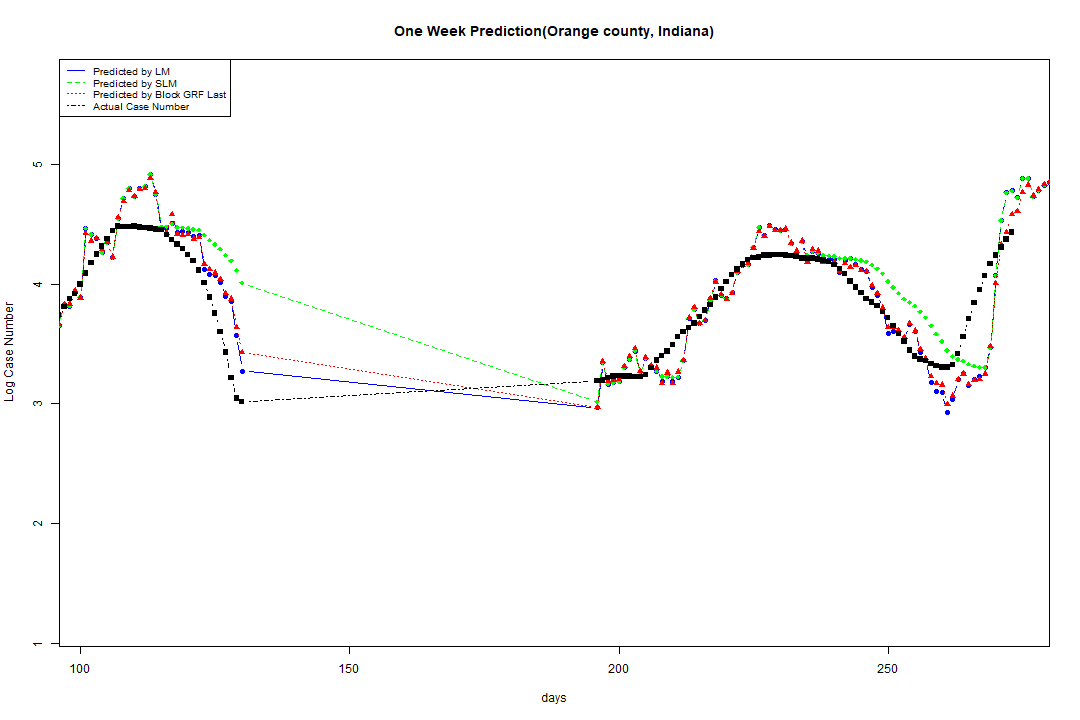 One Week Prediction(Orange county, Indiana)
Predicted by LM
Predicted by SLM
Predicted by Block GRF Last
Actual Case Number
5
4
3
2
1
Log Case Number
100 150 200 250
days